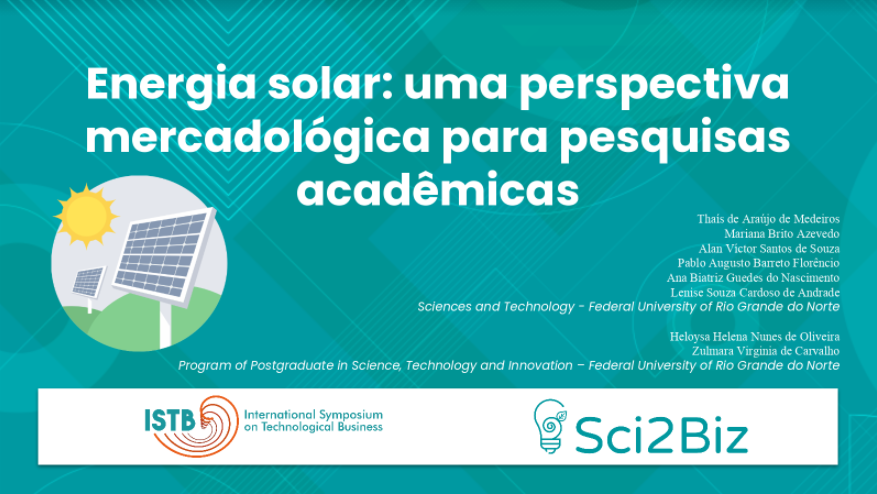 Energia solar: uma perspectiva
mercadológica para pesquisas
acadêmicas
Thais de Araújo de Medeiros
Mariana Brito Azevedo
Alan Victor Santos de Souza
Pablo Augusto Barreto Florêncio
Ana Biatriz Guedes do Nascimento
Lenise Souza Cardoso de Andrade
Sciences and Technology - Federal University of Rio Grande do Norte
Heloysa Helena Nunes de Oliveira
Zulmara Virginia de Carvalho
Program of Postgraduate in Science, Technology and Innovation – Federal University of Rio Grande do Norte
ISTB
International Symposium
on Technological Business
Sci2Biz